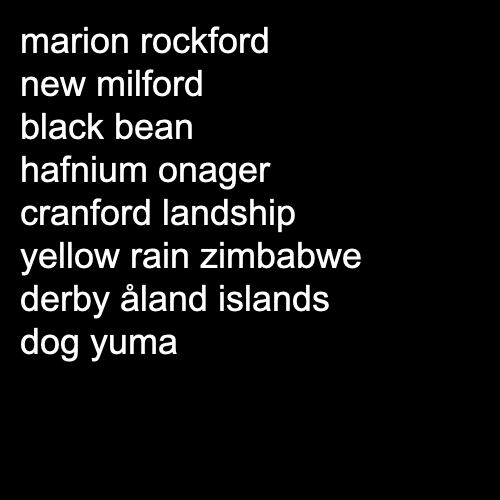 marion rockford
new milford
black bean
hafnium onager
cranford landship
yellow rain zimbabwe
derby åland islands
dog yuma